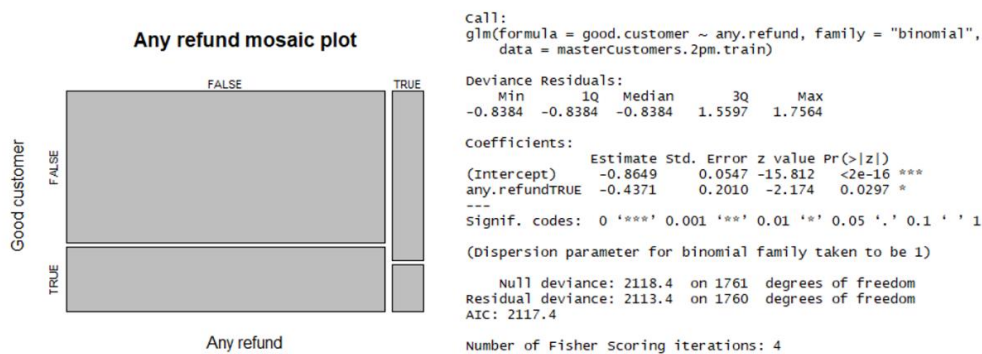 Any refund mosaic plot
FALSE
TRUE
Good customer
FALSE
TRUE
Any refund
Call:
glm(formula = good.customer ~ any.refund, family = "binomial",
    data = masterCustomers.2pm.train)
Deviance Residuals:
    Min      1Q  Median      3Q     Max
-0.8384 -0.8384 -0.8384  1.5597  1.7564
Coefficients:
               Estimate Std. Error z value Pr(>|z|)
(Intercept)     -0.8649     0.0547 -15.812   <2e-16 ***
any.refundTRUE  -0.4371     0.2010  -2.174   0.0297 *
---
Signif. codes:  0 ‘***’ 0.001 ‘**’ 0.01 ‘*’ 0.05 ‘.’ 0.1 ‘ ’ 1
(Dispersion parameter for binomial family taken to be 1)
    Null deviance: 2118.4  on 1761  degrees of freedom
Residual deviance: 2113.4  on 1760  degrees of freedom
AIC: 2117.4
Number of Fisher Scoring iterations: 4